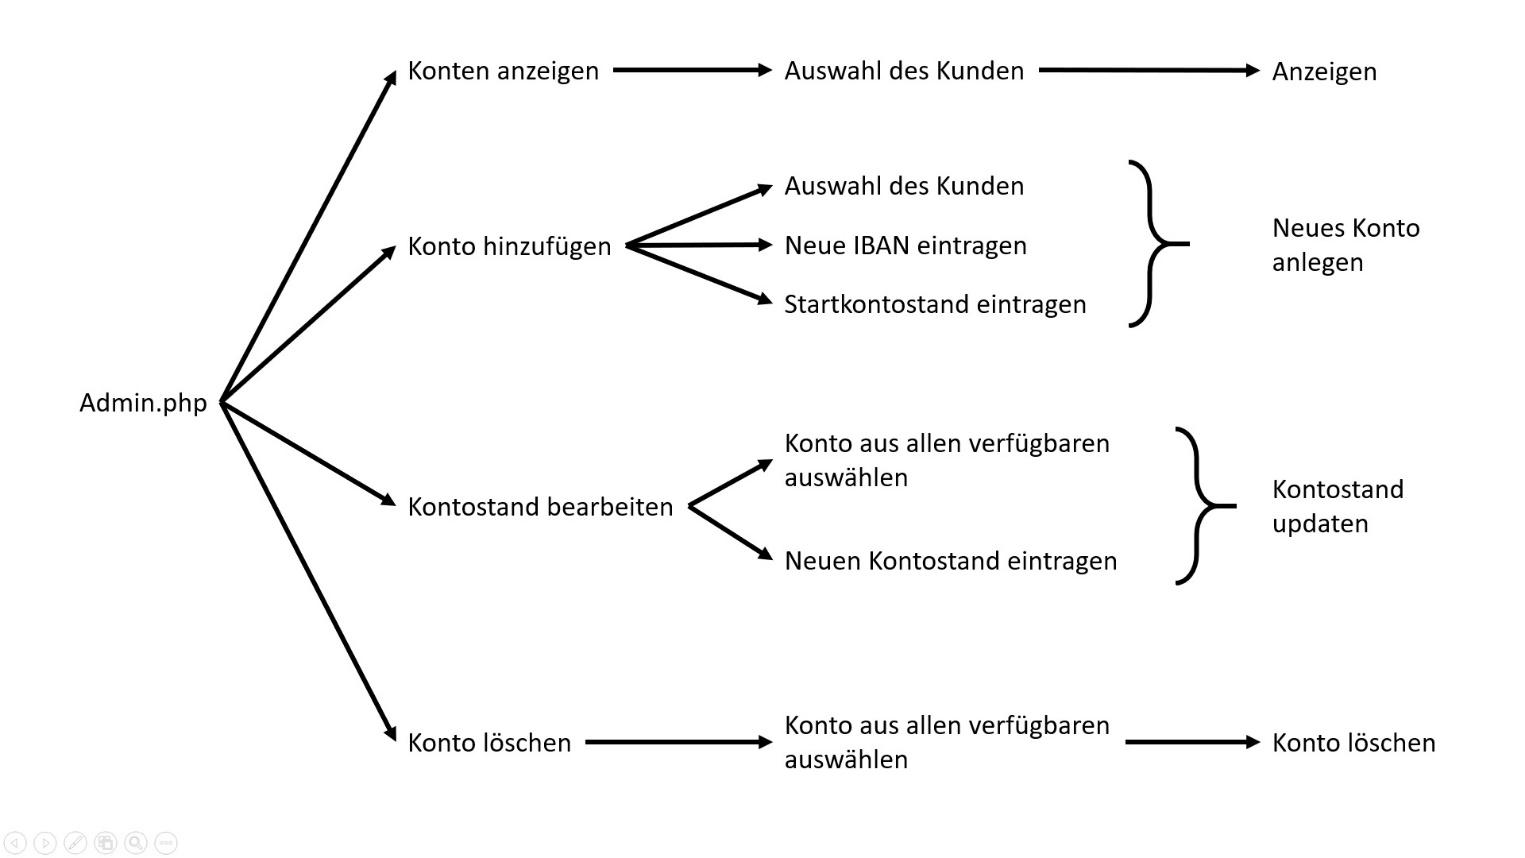 Konten anzeigen
Auswahl des Kunden
Anzeigen
Auswahl des Kunden
Konto hinzufügen
Neue IBAN eintragen
Startkontostand eintragen
Neues Konto
anlegen
Admin.php
Kontostand bearbeiten
Konto aus allen verfügbaren
auswählen
Neuen Kontostand eintragen
Kontostand
updaten
Konto löschen
Konto aus allen verfügbaren
auswählen
Konto löschen